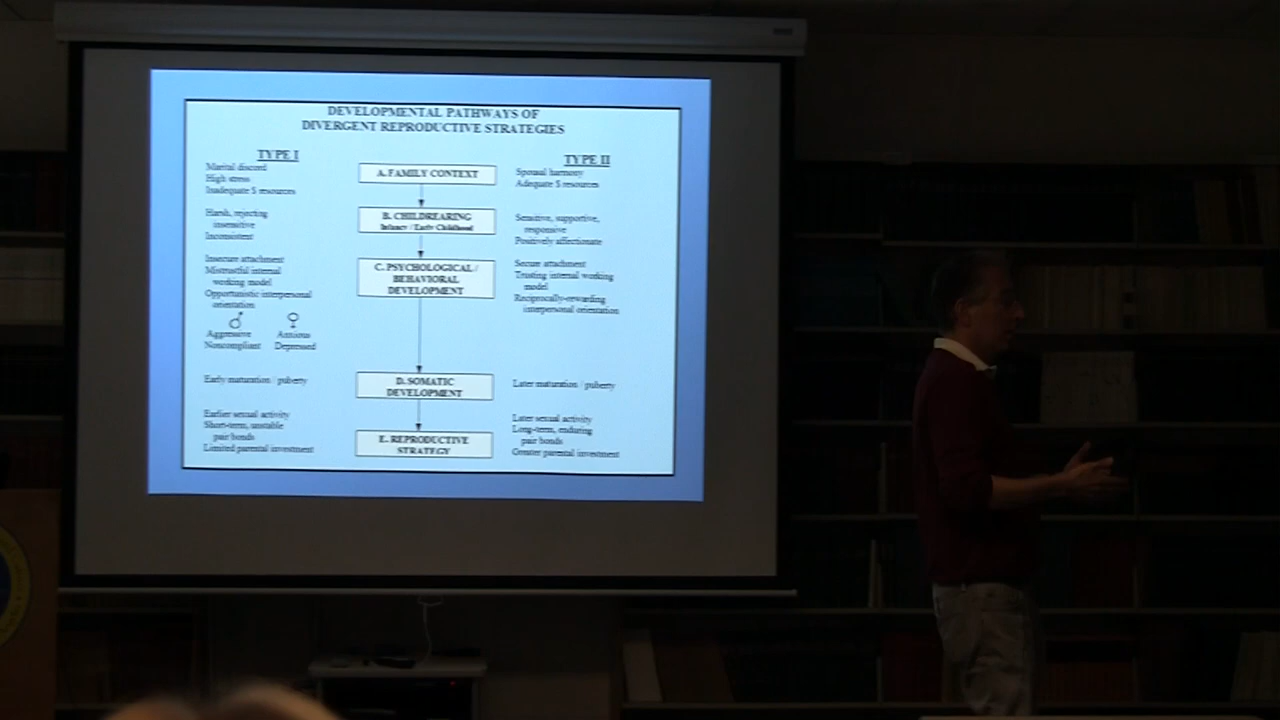 DEVELOPMENTAL PATHWAYS OF
DIVERGENT REPRODUCTIVE STRATEGIES
TYPE I
Marital discord
High stress
Inadequate $ resources
Harsh, rejecting
insensitive
Inconsistent
Insecure attachment
Mistrustful internal
working model
Opportunistic interpersonal
orientation
♂ ♀
Aggressive Anxious
Noncompliant Depressed
Early maturation / puberty
Earlier sexual activity
Short-term, unstable
pair bonds
Limited parental investment
A. FAMILY CONTEXT
B. CHILDREARING
Infancy / Early Childhood
C. PSYCHOLOGICAL /
BEHAVIORAL
DEVELOPMENT
D. SOMATIC
DEVELOPMENT
E. REPRODUCTIVE
STRATEGY
TYPE II
Spousal harmony
Adequate $ resources
Sensitive, supportive,
responsive
Positively affectionate
Secure attachment
Trusting internal working
model
Reciprocally-rewarding
interpersonal orientation
Later maturation / puberty
Later sexual activity
Long-term, enduring
pair bonds
Greater parental investment